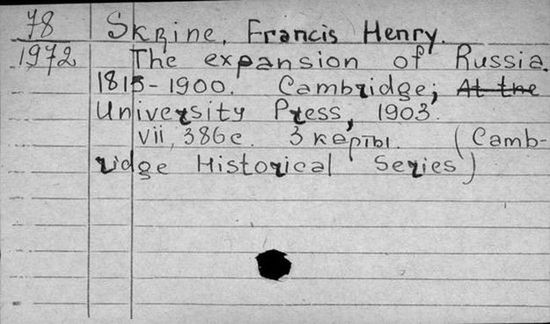 78
1972
Skrine, Francis Henry.
The expansion of Russia.
1815-1900. Cambridge; At the
University Press, 1903.
VII, 386c. 3 карты. (Camb-
ridge Historical Series)